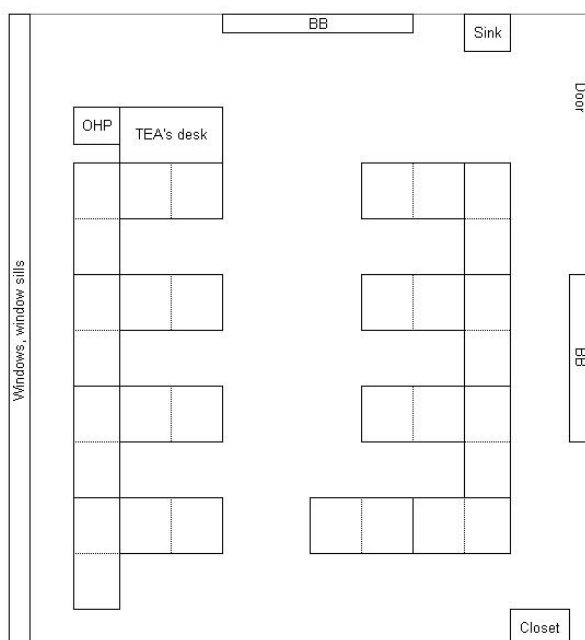 BB
Sink
Door
OHP
TEA's desk
Windows, window sills
BB
Closet